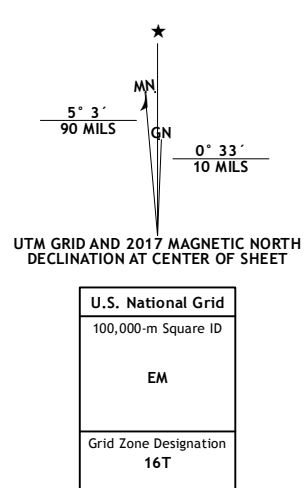 ★
MN
5° 3´
90 MILS
GN
0° 33´
10 MILS
UTM GRID AND 2017 MAGNETIC NORTH
DECLINATION AT CENTER OF SHEET
U.S. National Grid
100,000-m Square ID
EM
Grid Zone Designation
16T